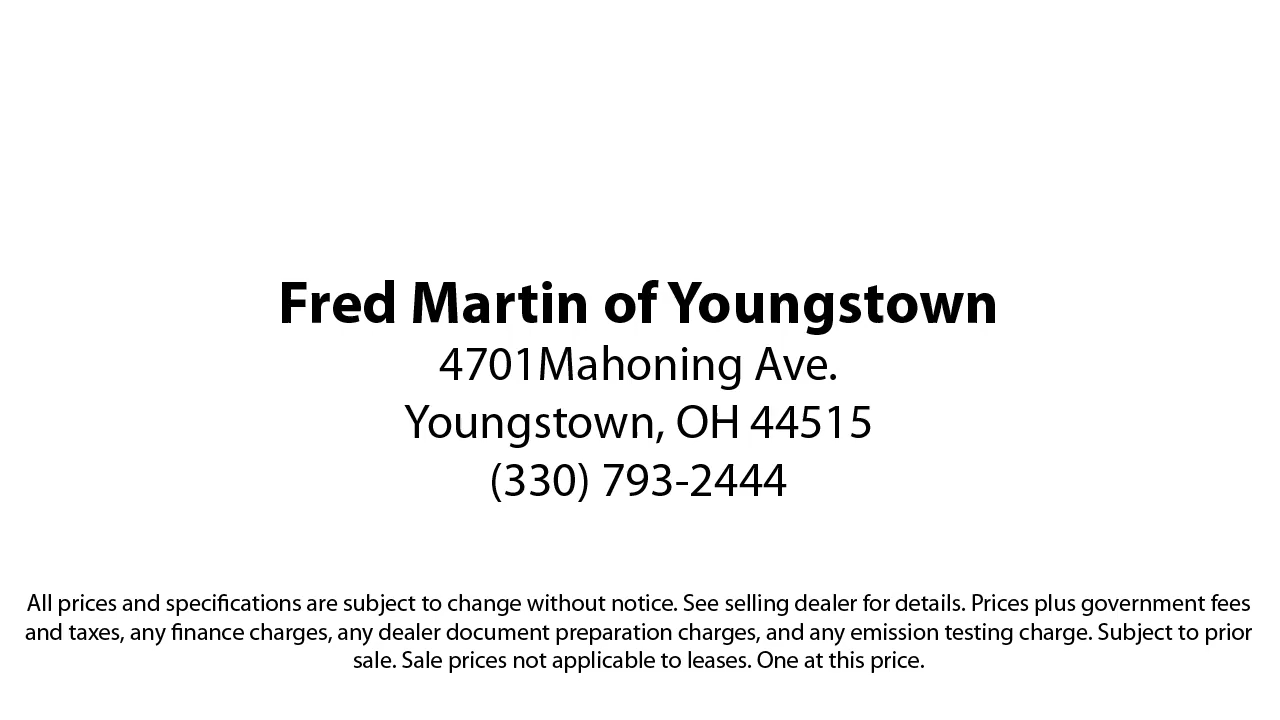 Fred Martin of Youngstown
4701Mahoning Ave.
Youngstown, OH 44515
(330) 793-2444
All prices and specifications are subject to change without notice. See selling dealer for details. Prices plus government fees
and taxes, any finance charges, any dealer document preparation charges, and any emission testing charge. Subject to prior
sale. Sale prices not applicable to leases. One at this price.